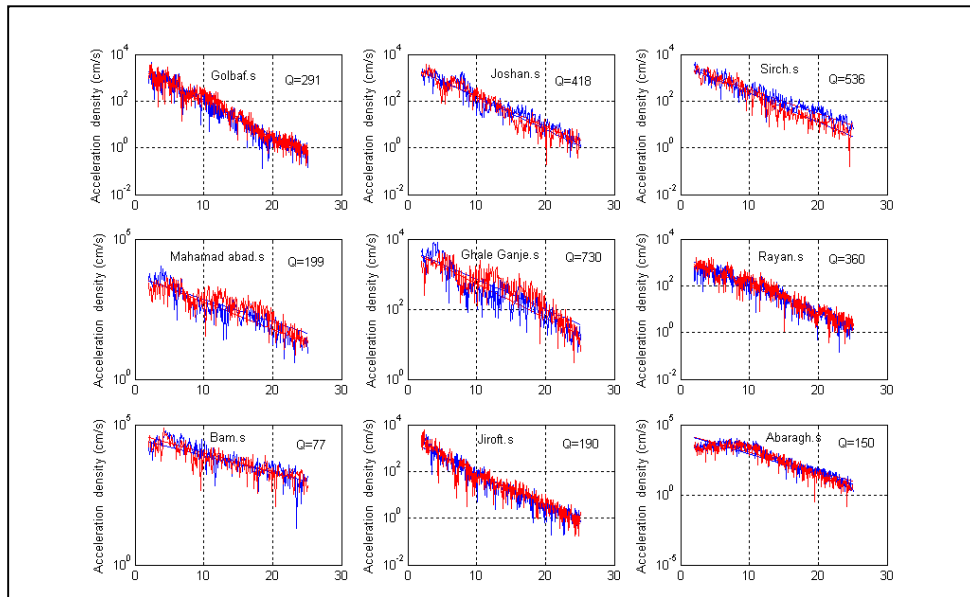 Acceleration density (cm/s)
10^4
10^2
10^0
10^-2
Golbaf.s
Q=291
0 10 20 30
Acceleration density (cm/s)
10^4
10^2
10^0
10^-2
Joshan.s
Q=418
0 10 20 30
Acceleration density (cm/s)
10^4
10^2
10^0
10^-2
Sirch.s
Q=536
0 10 20 30
Acceleration density (cm/s)
10^5
10^0
Mahamad abad.s
Q=199
0 10 20 30
Acceleration density (cm/s)
10^4
10^2
10^0
Ghale Ganje.s
Q=730
0 10 20 30
Acceleration density (cm/s)
10^4
10^2
10^0
10^-2
Rayan.s
Q=360
0 10 20 30
Acceleration density (cm/s)
10^5
10^0
Bam.s
Q=77
0 10 20 30
Acceleration density (cm/s)
10^4
10^2
10^0
10^-2
Jiroft.s
Q=190
0 10 20 30
Acceleration density (cm/s)
10^5
10^0
10^-5
Abaragh.s
Q=150
0 10 20 30